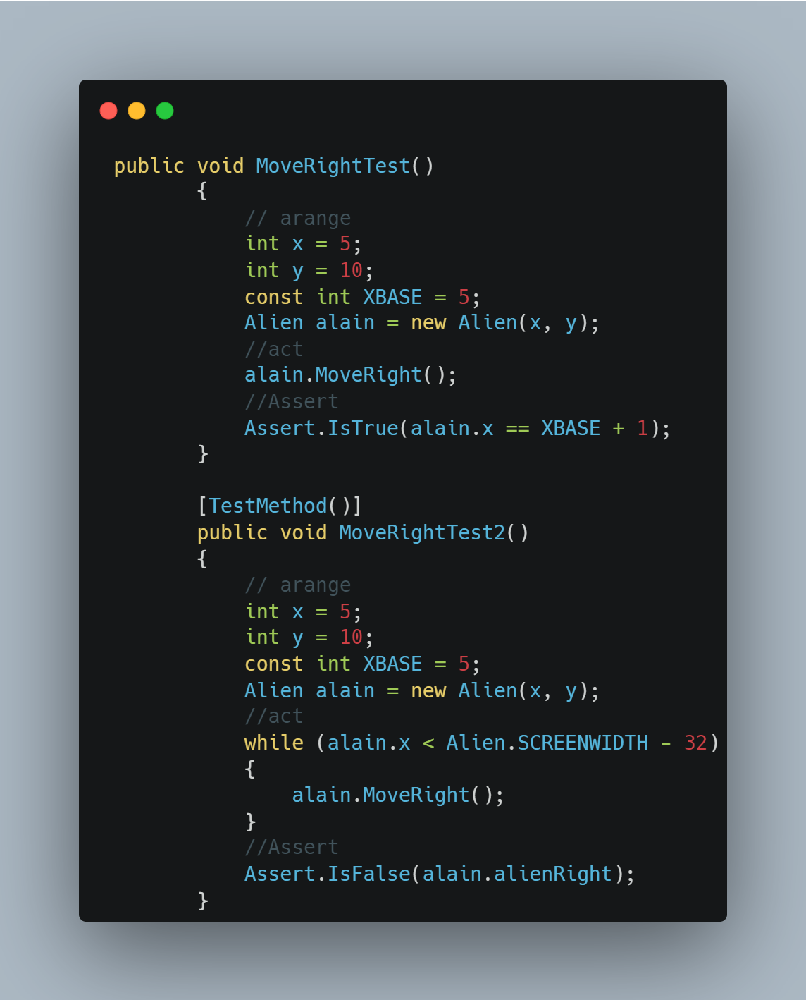 public void MoveRightTest()
        {
            // arange
            int x = 5;
            int y = 10;
            const int XBASE = 5;
            Alien alain = new Alien(x, y);
            //act
            alain.MoveRight();
            //Assert
            Assert.IsTrue(alain.x == XBASE + 1);
        }

        [TestMethod()]
        public void MoveRightTest2()
        {
            // arange
            int x = 5;
            int y = 10;
            const int XBASE = 5;
            Alien alain = new Alien(x, y);
            //act
            while (alain.x < Alien.SCREENWIDTH - 32)
            {
                alain.MoveRight();
            }
            //Assert
            Assert.IsFalse(alain.alienRight);
        }